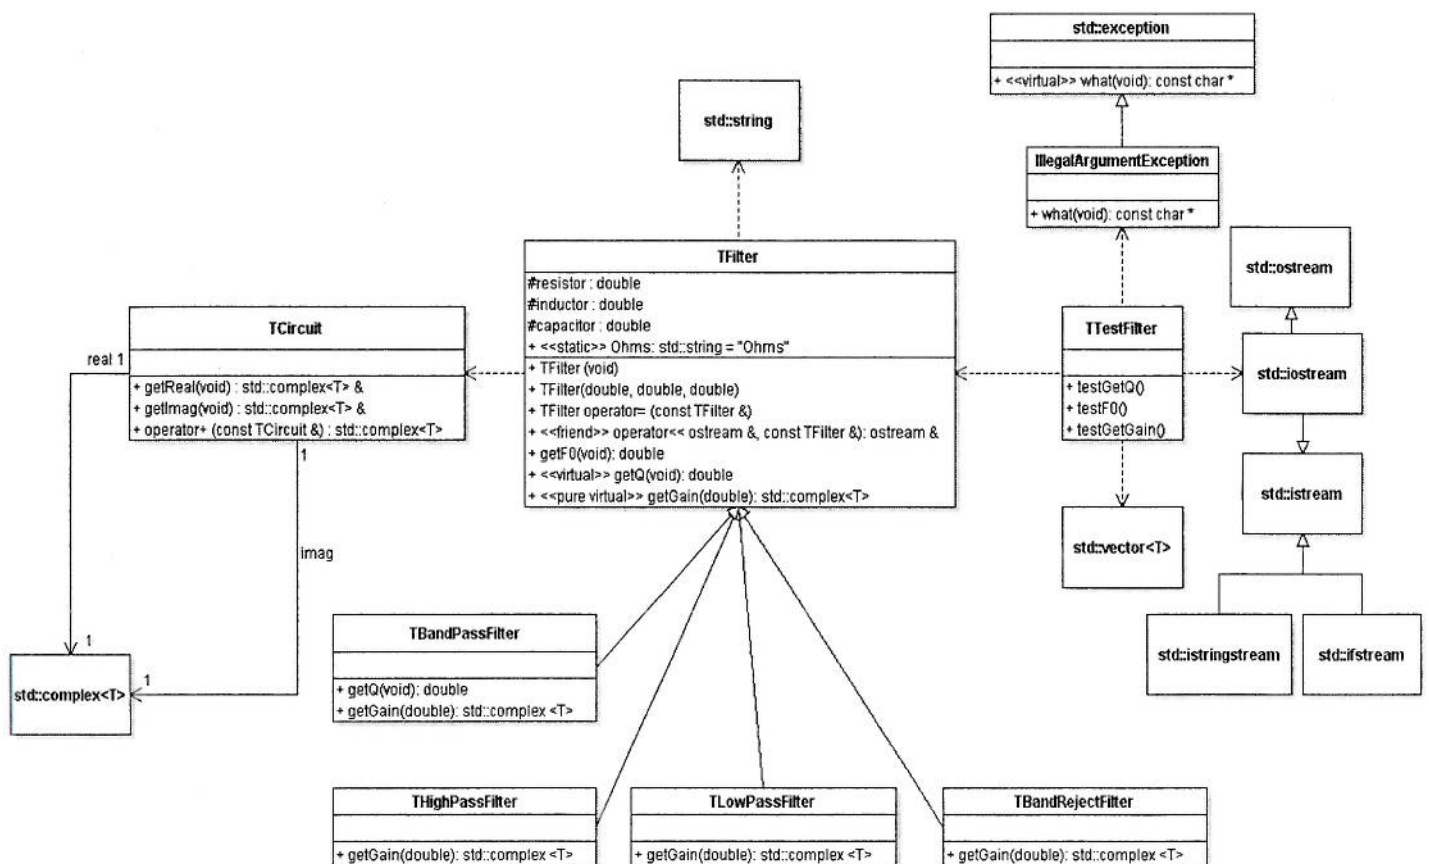 std::exception
+ <<virtual>> what(void): const char *
std::string
IllegalArgumentException
+ what(void): const char *
TFilter
#resistor : double
#inductor : double
#capacitor : double
+ <<static>> Ohms: std::string = "Ohms"
+ TFilter (void)
+ TFilter(double, double, double)
+ TFilter operator= (const TFilter &)
+ <<friend>> operator<< ostream &, const TFilter &): ostream &
+ getF0(void): double
+ <<virtual>> getQ(void): double
+ <<pure virtual>> getGain(double): std::complex<T>
std::ostream
TCircuit
+ getReal(void) : std::complex<T> &
+ getImag(void) : std::complex<T> &
+ operator+ (const TCircuit &) : std::complex<T>
TTestFilter
+ testGetQ()
+ testF0()
+ testGetGain()
std::iostream
real 1
1
imag
std::istream
std::vector<T>
1
1
std::complex<T>
TBandPassFilter
+ getQ(void): double
+ getGain(double): std::complex <T>
std::istringstream
std::ifstream
THighPassFilter
+ getGain(double): std::complex <T>
TLowPassFilter
+ getGain(double): std::complex <T>
TBandRejectFilter
+ getGain(double): std::complex <T>